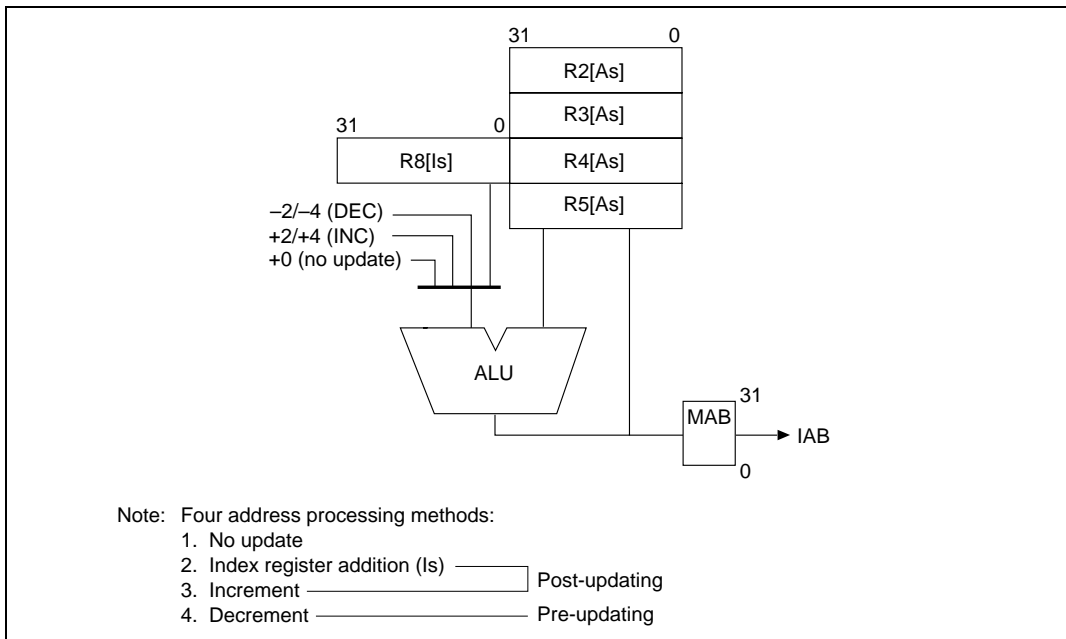 31 0
R2[As]
R3[As]
31 0
R8[Is] R4[As]
R5[As]
–2/–4 (DEC)
+2/+4 (INC)
+0 (no update)
ALU
31
MAB
IAB
0
Note: Four address processing methods:
1. No update
2. Index register addition (Is)
Post-updating
3. Increment
4. Decrement Pre-updating